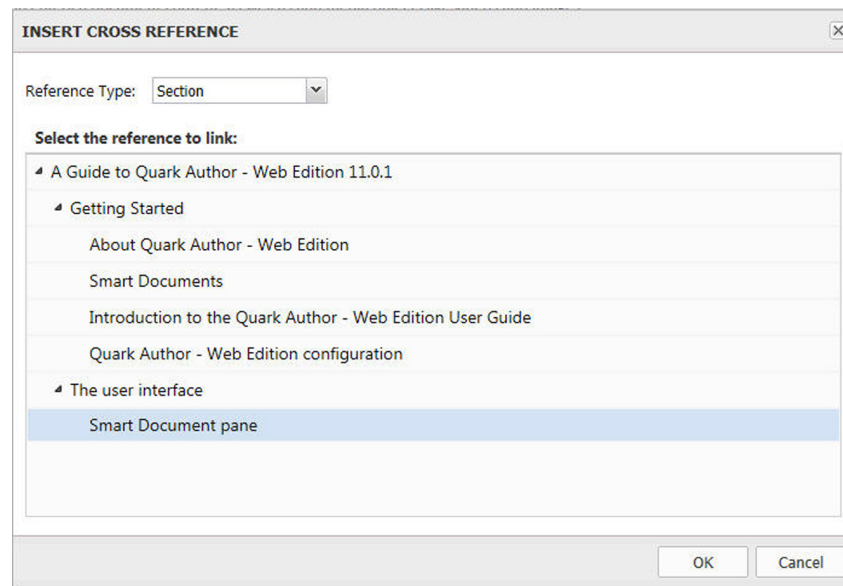 INSERT CROSS REFERENCE
Reference Type: Section
Select the reference to link:
A Guide to Quark Author - Web Edition 11.0.1
Getting Started
About Quark Author - Web Edition
Smart Documents
Introduction to the Quark Author - Web Edition User Guide
Quark Author - Web Edition configuration
The user interface
Smart Document pane
OK Cancel